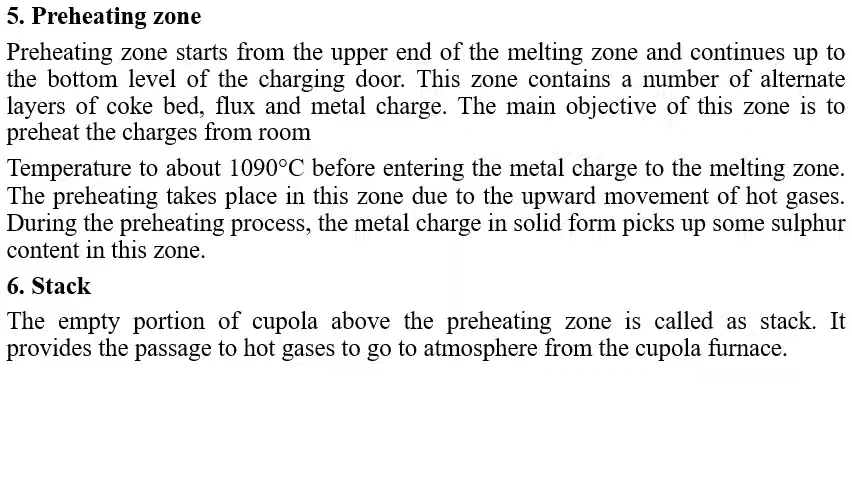 5. Preheating zone
Preheating zone starts from the upper end of the melting zone and continues up to
the bottom level of the charging door. This zone contains a number of alternate
layers of coke bed, flux and metal charge. The main objective of this zone is to
preheat the charges from room
Temperature to about 1090°C before entering the metal charge to the melting zone.
The preheating takes place in this zone due to the upward movement of hot gases.
During the preheating process, the metal charge in solid form picks up some sulphur
content in this zone.
6. Stack
The empty portion of cupola above the preheating zone is called as stack. It
provides the passage to hot gases to go to atmosphere from the cupola furnace.